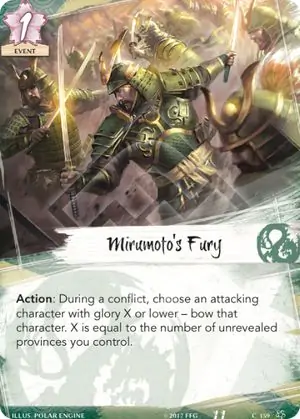 1
EVENT
Mirumoto's Fury
Action: During a conflict, choose an attacking
character with glory X or lower – bow that
character. X is equal to the number of unrevealed
provinces you control.
ILLUS. POLAR ENGINE
©2017 FFG
C 159